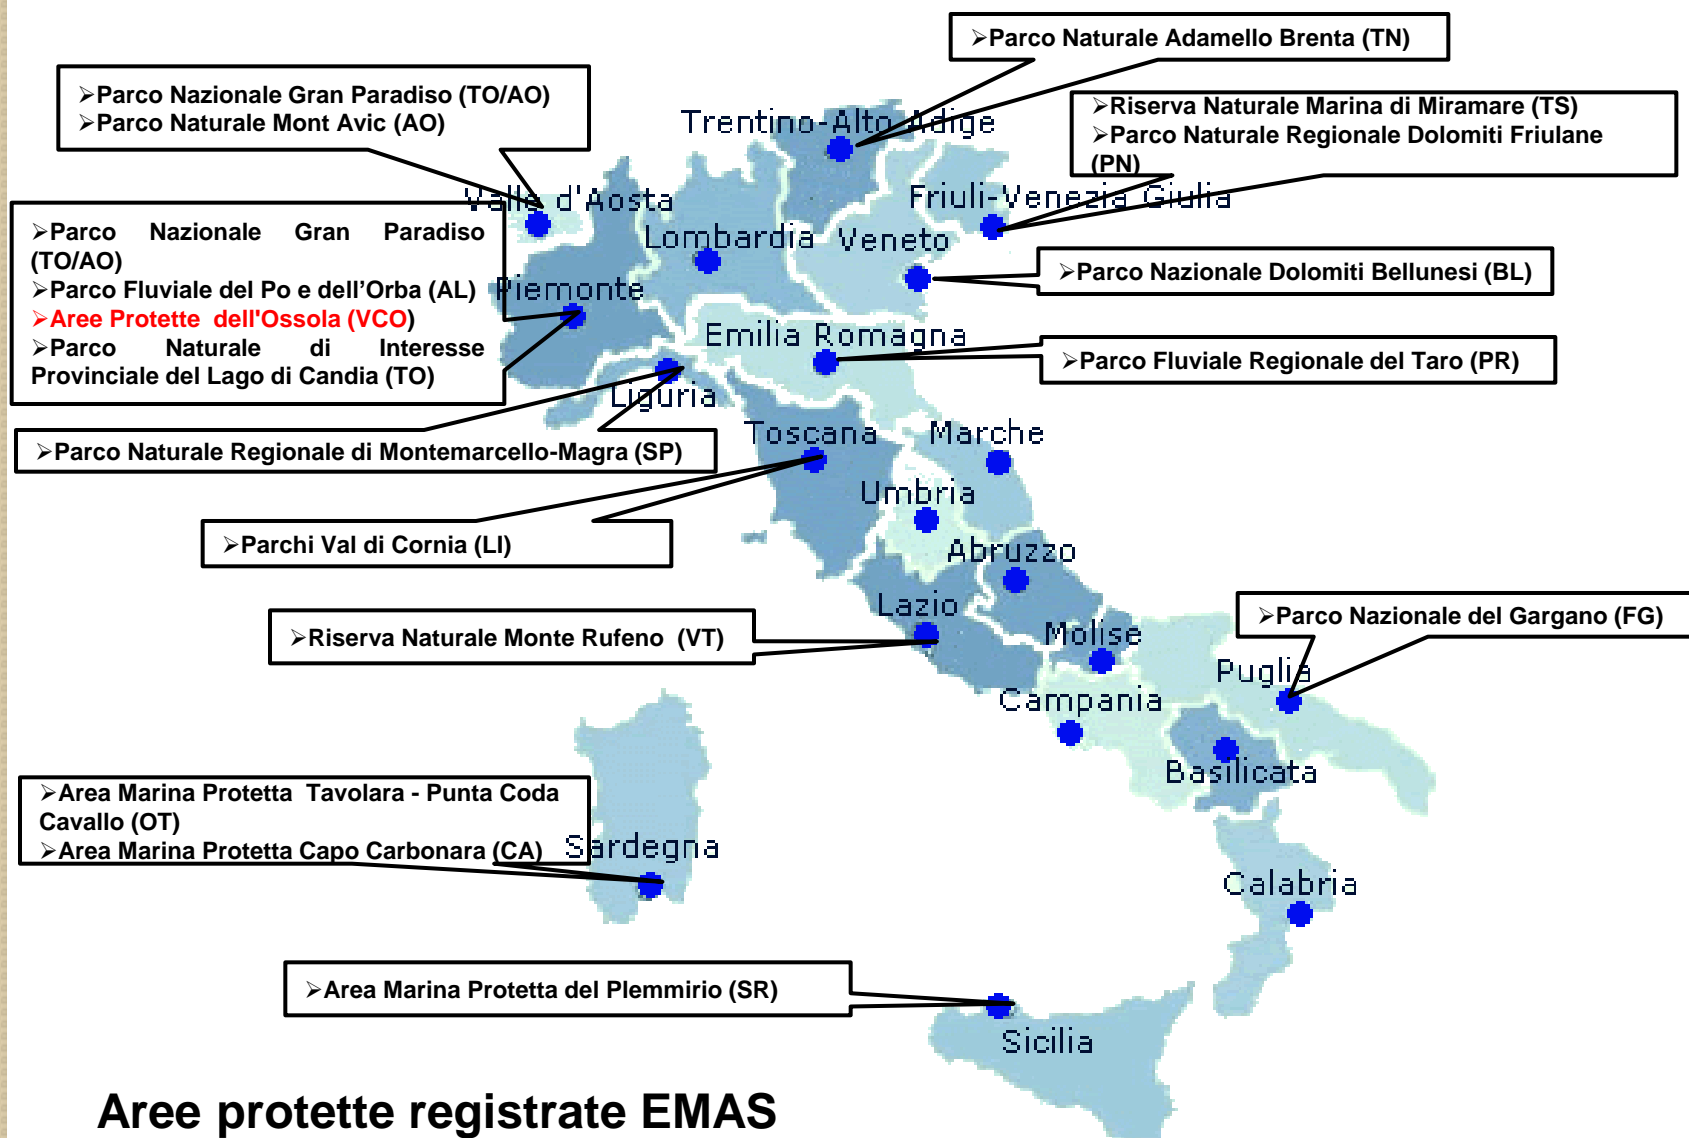 ➢Parco Naturale Adamello Brenta (TN)
➢Parco Nazionale Gran Paradiso (TO/AO)
➢Parco Naturale Mont Avic (AO)
➢Riserva Naturale Marina di Miramare (TS)
➢Parco Naturale Regionale Dolomiti Friulane
(PN)
Trentino-Alto Adige
Valle d'Aosta
Friuli-Venezia Giulia
Lombardia
Veneto
➢Parco Nazionale Gran Paradiso
(TO/AO)
➢Parco Fluviale del Po e dell’Orba (AL)
➢Aree Protette  dell'Ossola (VCO)
➢Parco Naturale di Interesse
Provinciale del Lago di Candia (TO)
Piemonte
➢Parco Nazionale Dolomiti Bellunesi (BL)
Emilia Romagna
➢Parco Fluviale Regionale del Taro (PR)
Liguria
➢Parco Naturale Regionale di Montemarcello-Magra (SP)
Toscana
Marche
Umbria
➢Parchi Val di Cornia (LI)
Abruzzo
Lazio
➢Riserva Naturale Monte Rufeno  (VT)
Molise
➢Parco Nazionale del Gargano (FG)
Puglia
Campania
Basilicata
➢Area Marina Protetta  Tavolara - Punta Coda
Cavallo (OT)
➢Area Marina Protetta Capo Carbonara (CA)
Sardegna
Calabria
➢Area Marina Protetta del Plemmirio (SR)
Sicilia
Aree protette registrate EMAS